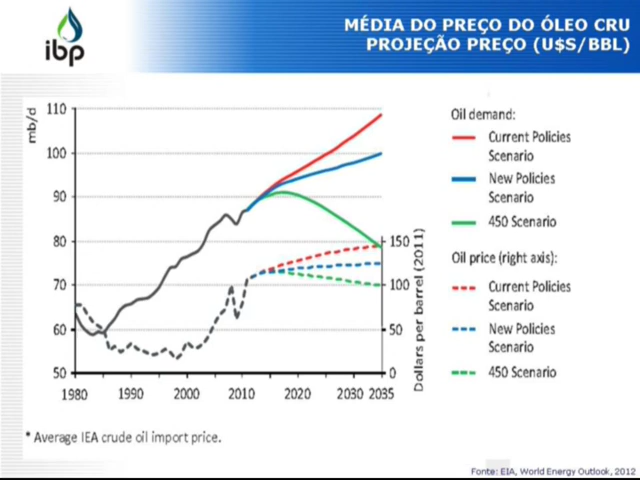 ibp
MÉDIA DO PREÇO DO ÓLEO CRU
PROJEÇÃO PREÇO (U$S/BBL)
mb/d
110
100
90
80
70
60
50
150
100
50
0
Dollars per barrel (2011)
1980
1990
2000
2010
2020
2030 2035
Oil demand:
Current Policies
Scenario
New Policies
Scenario
450 Scenario
Oil price (right axis):
Current Policies
Scenario
New Policies
Scenario
450 Scenario
* Average IEA crude oil import price.
Fonte: EIA, World Energy Outlook, 2012